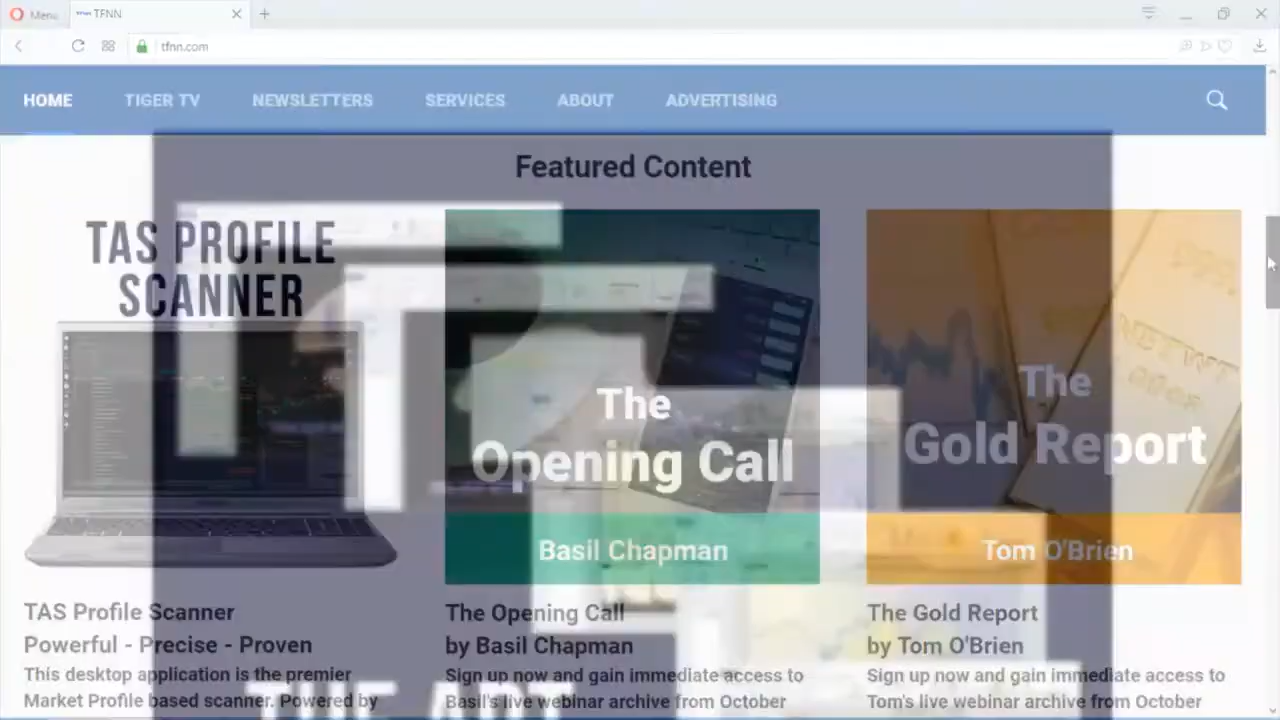 Menu
TFNN
tfnn.com
HOME TIGER TV NEWSLETTERS SERVICES ABOUT ADVERTISING
Featured Content
TAS PROFILE
SCANNER
The
Opening Call
Basil Chapman
The
Gold Report
Tom O'Brien
TAS Profile Scanner
Powerful - Precise - Proven
This desktop application is the premier
Market Profile based scanner. Powered by
The Opening Call
by Basil Chapman
Sign up now and gain immediate access to
Basil's live webinar archive from October
The Gold Report
by Tom O'Brien
Sign up now and gain immediate access to
Tom's live webinar archive from October
THE ART